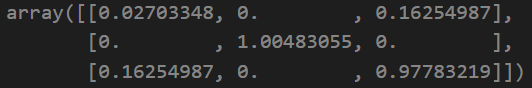 array([[0.02703348, 0.        , 0.16254987],
       [0.        , 1.00483055, 0.        ],
       [0.16254987, 0.        , 0.97783219]])